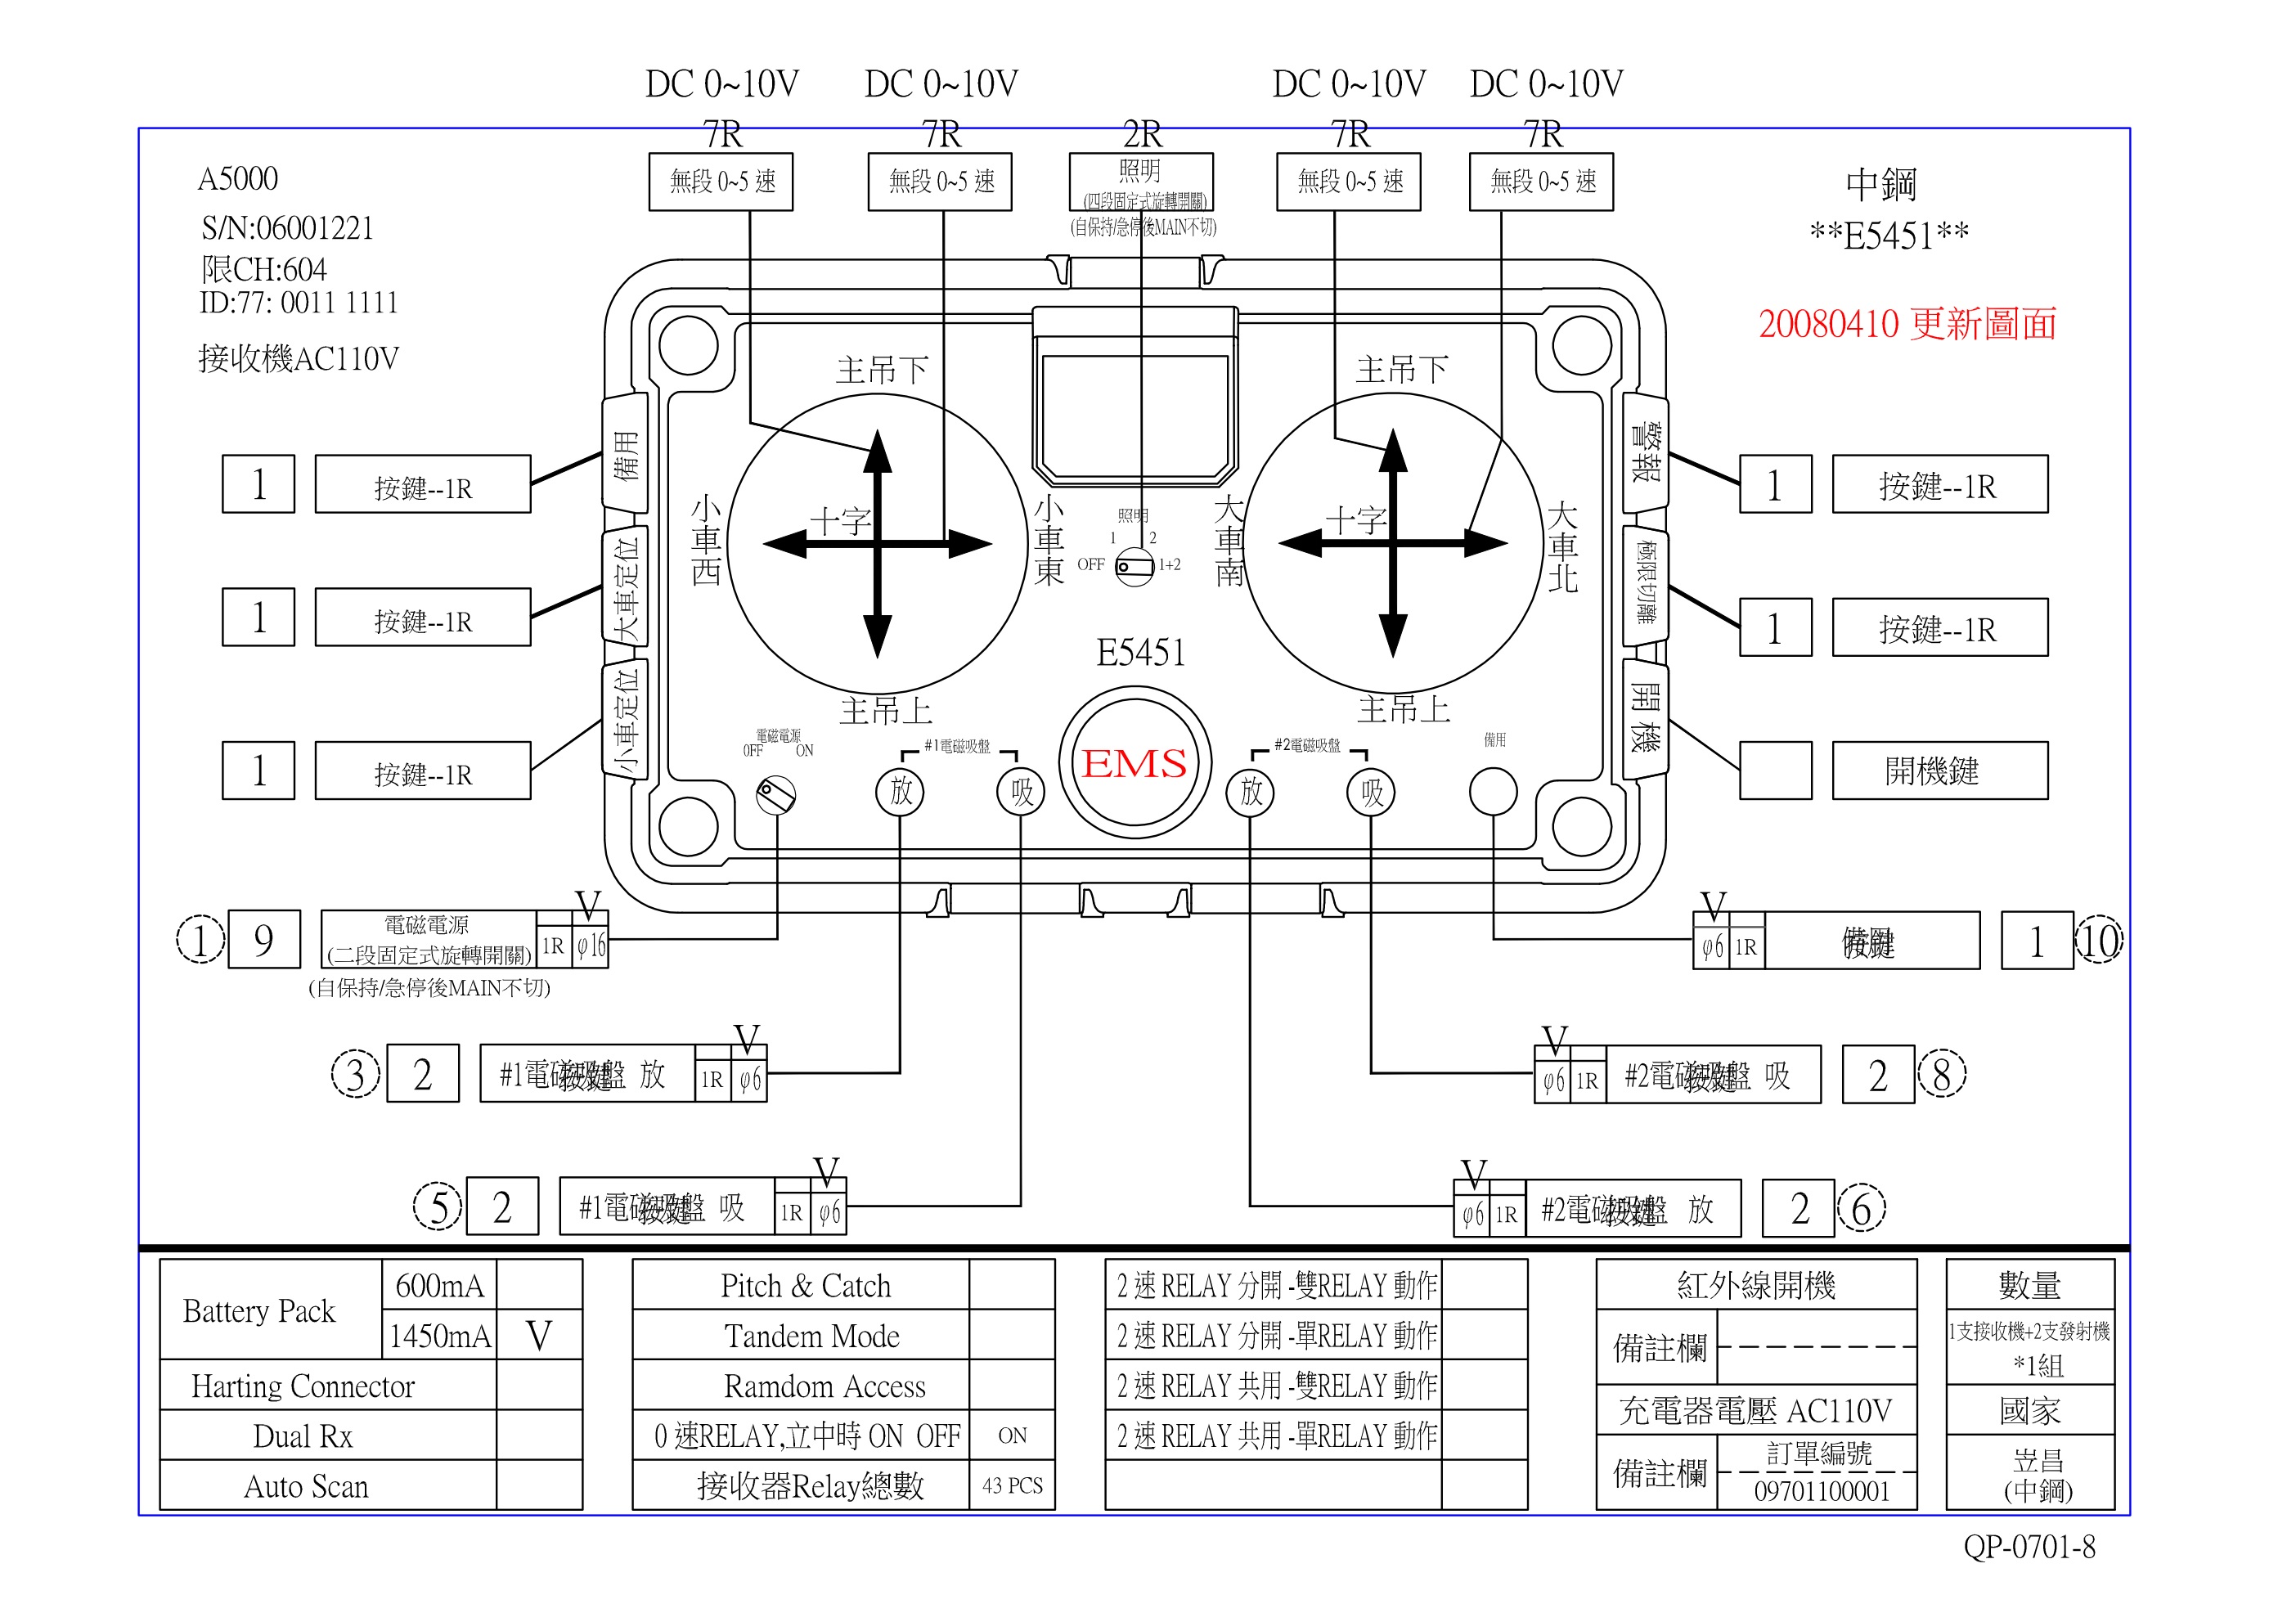 DC 0~10V
DC 0~10V
DC 0~10V
DC 0~10V
7R
7R
2R
7R
7R
無段 0~5 速
無段 0~5 速
照明
(四段固定式旋轉開關)
(自保持/急停後MAIN不切)
無段 0~5 速
無段 0~5 速
A5000
S/N:06001221
限CH:604
ID:77: 0011 1111
接收機AC110V
中鋼
**E5451**
20080410 更新圖面
主吊下
主吊下
備用
警報
1
按鍵--1R
1
按鍵--1R
小車西
十字
小車東
照明
1 2
OFF 1+2
大車南
十字
大車北
大車定位
極限切離
1
按鍵--1R
1
按鍵--1R
E5451
主吊上
主吊上
小車定位
開機
1
按鍵--1R
開機鍵
電磁電源
OFF ON
#1電磁吸盤
放
吸
EMS
#2電磁吸盤
放
吸
備用
1
9
電磁電源
(二段固定式旋轉開關)
1R
V
φ16
(自保持/急停後MAIN不切)
V
φ6
1R
1
10
3
2
#1電磁吸盤 放
1R
V
φ6
V
φ6
1R
#2電磁吸盤 吸
2
8
5
2
#1電磁吸盤 吸
1R
V
φ6
V
φ6
1R
#2電磁吸盤 放
2
6
Battery Pack
600mA
1450mA
V
Harting Connector
Dual Rx
Auto Scan
Pitch & Catch
Tandem Mode
Ramdom Access
0 速RELAY,立中時 ON OFF
ON
接收器Relay總數
43 PCS
2 速 RELAY 分開 -雙RELAY 動作
2 速 RELAY 分開 -單RELAY 動作
2 速 RELAY 共用 -雙RELAY 動作
2 速 RELAY 共用 -單RELAY 動作
紅外線開機
備註欄
充電器電壓 AC110V
備註欄
訂單編號
09701100001
數量
1支接收機+2支發射機
*1組
國家
岦昌
(中鋼)
QP-0701-8